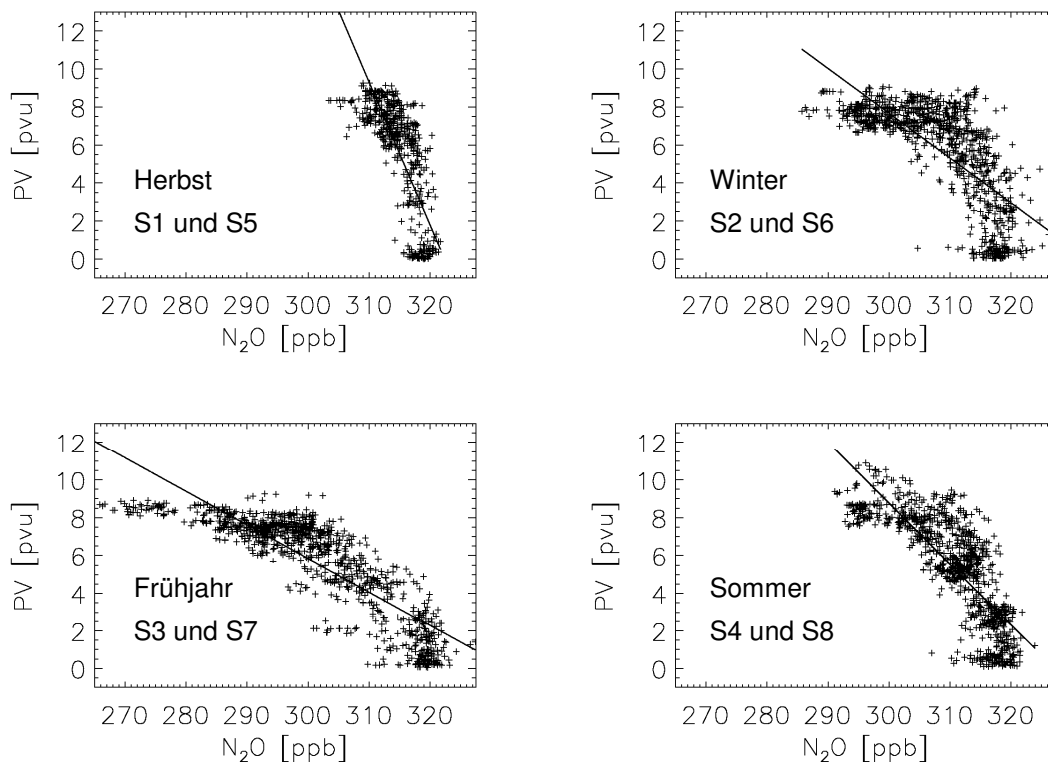 12
10
8
6
4
2
0
PV [pvu]
Herbst
S1 und S5
270 280 290 300 310 320
N₂O [ppb]
12
10
8
6
4
2
0
PV [pvu]
Winter
S2 und S6
270 280 290 300 310 320
N₂O [ppb]
12
10
8
6
4
2
0
PV [pvu]
Frühjahr
S3 und S7
270 280 290 300 310 320
N₂O [ppb]
12
10
8
6
4
2
0
PV [pvu]
Sommer
S4 und S8
270 280 290 300 310 320
N₂O [ppb]